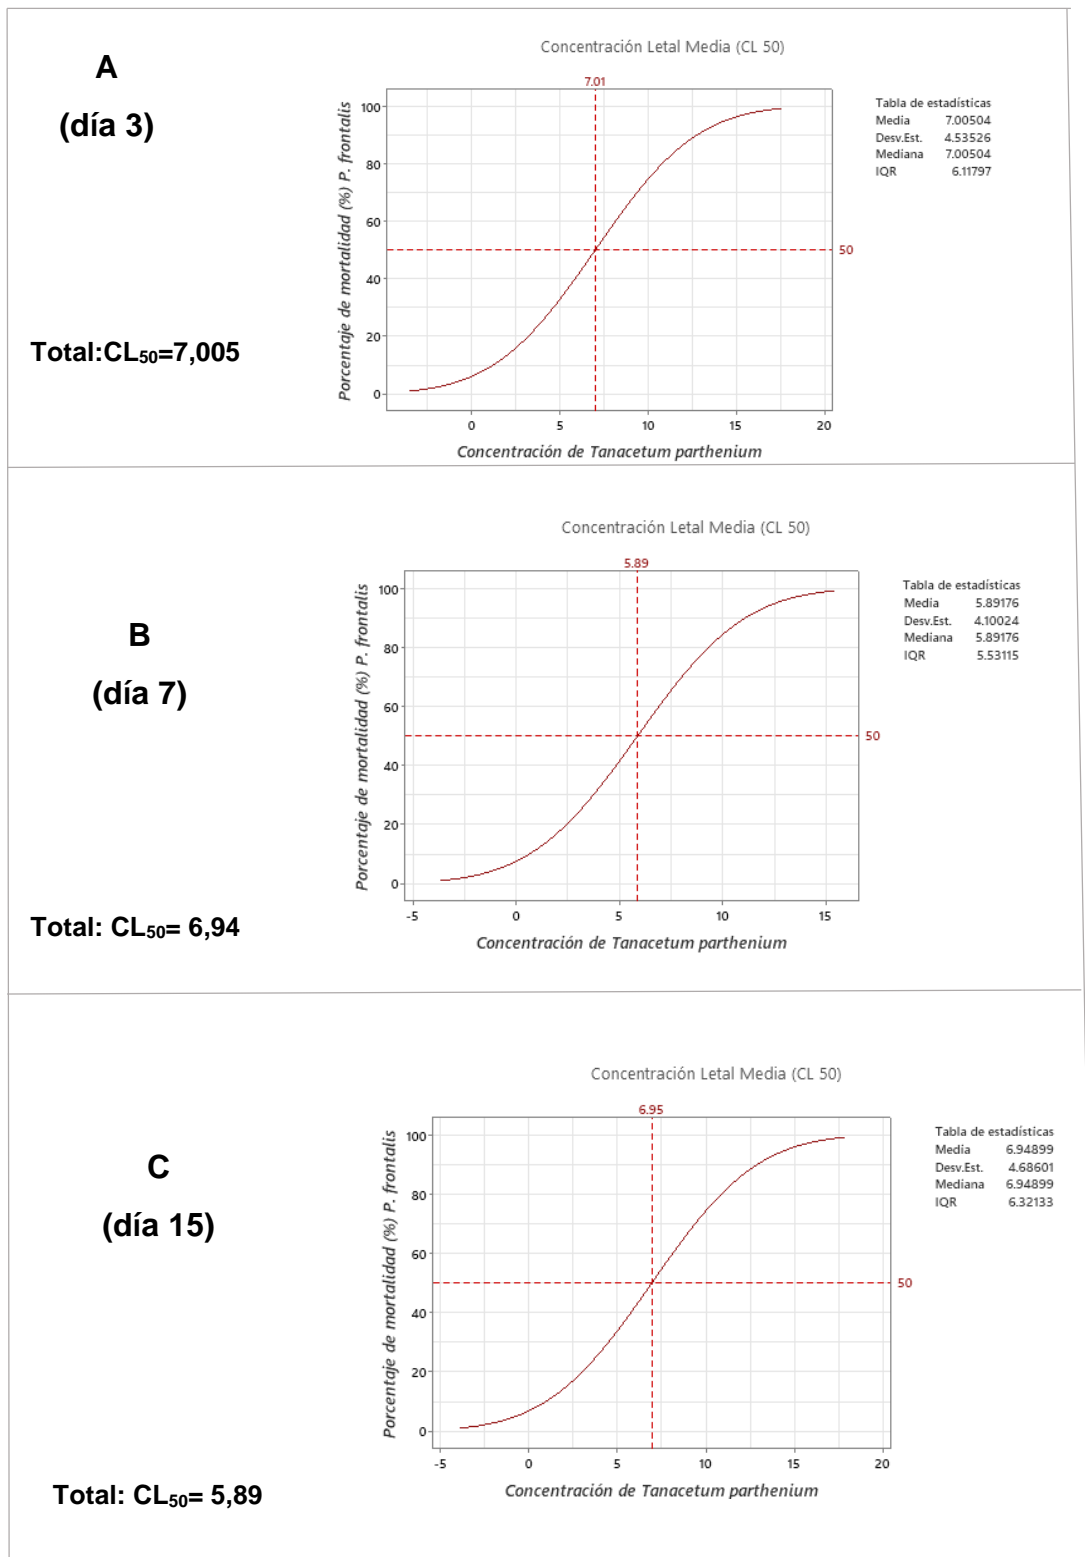 A
(día 3)
Total:CL₅₀=7,005
Concentración Letal Media (CL 50)
7.01
Porcentaje de mortalidad (%) P. frontalis
100
80
60
40
20
0
50
0 5 10 15 20
Concentración de Tanacetum parthenium
Tabla de estadísticas
Media 7.00504
Desv.Est. 4.53526
Mediana 7.00504
IQR 6.11797
B
(día 7)
Total: CL₅₀= 6,94
Concentración Letal Media (CL 50)
5.89
Porcentaje de mortalidad (%) P. frontalis
100
80
60
40
20
0
50
-5 0 5 10 15
Concentración de Tanacetum parthenium
Tabla de estadísticas
Media 5.89176
Desv.Est. 4.10024
Mediana 5.89176
IQR 5.53115
C
(día 15)
Total: CL₅₀= 5,89
Concentración Letal Media (CL 50)
6.95
Porcentaje de mortalidad (%) P. frontalis
100
80
60
40
20
0
50
-5 0 5 10 15 20
Concentración de Tanacetum parthenium
Tabla de estadísticas
Media 6.94899
Desv.Est. 4.68601
Mediana 6.94899
IQR 6.32133